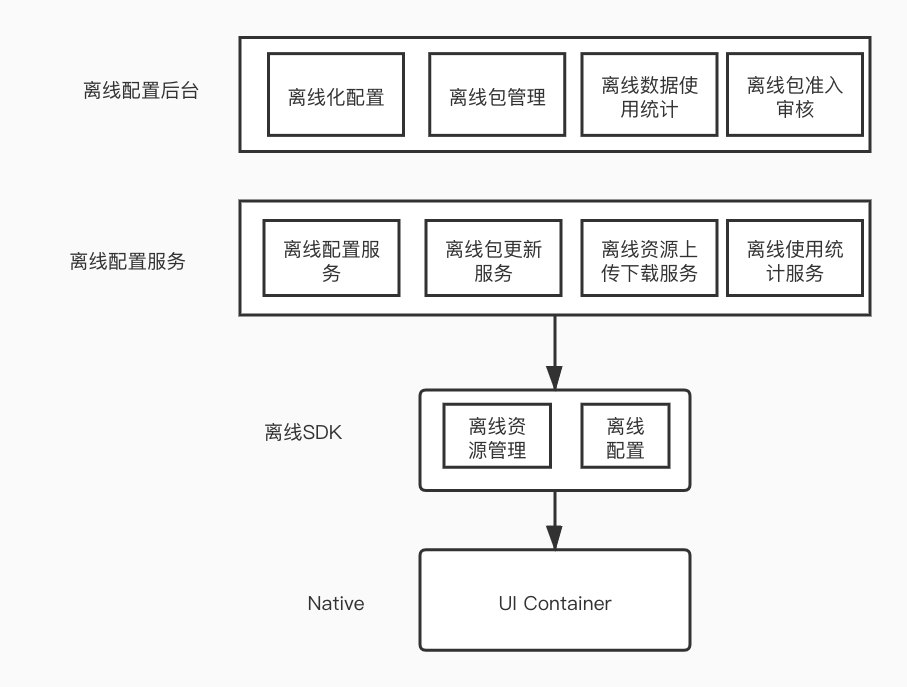 离线配置后台
离线化配置
离线包管理
离线数据使
用统计
离线包准入
审核
离线配置服务
离线配置服
务
离线包更新
服务
离线资源上
传下载服务
离线使用统
计服务
离线SDK
离线资
源管理
离线
配置
Native
UI Container